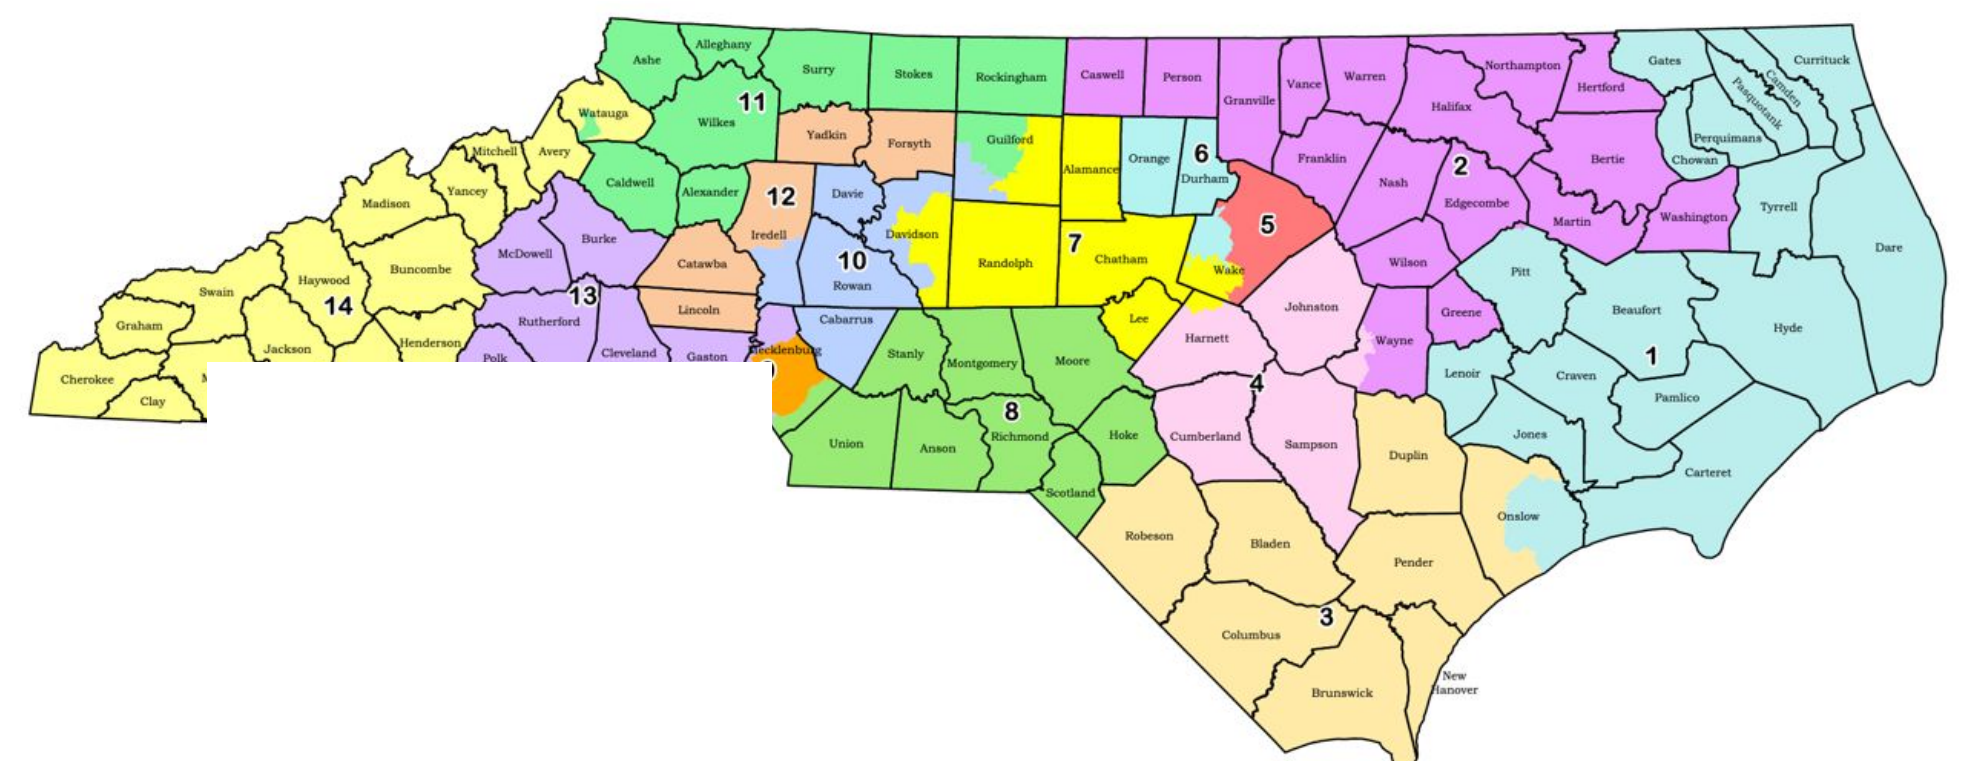 Alleghany
Ashe
Surry
Stokes
Rockingham
Caswell
Person
Granville
Vance
Warren
Northampton
Halifax
Hertford
Gates
Currituck
Camden
Pasquotank
Perquimans
Chowan
Bertie
11
Wilkes
Watauga
Yadkin
Forsyth
Guilford
Alamance
Orange
6
Durham
Franklin
Nash
2
Edgecombe
Martin
Washington
Tyrrell
Dare
Mitchell
Avery
Yancey
Madison
Caldwell
Alexander
12
Iredell
Davie
Davidson
Randolph
7
Chatham
Wake
5
Wilson
Pitt
Beaufort
Hyde
McDowell
Burke
Catawba
10
Rowan
Buncombe
Haywood
14
Swain
Graham
13
Rutherford
Lincoln
Cabarrus
Lee
Harnett
Johnston
Wayne
Greene
Lenoir
Craven
1
Pamlico
Jackson
Henderson
Polk
Cleveland
Gaston
Mecklenburg
Stanly
Montgomery
Moore
4
Cherokee
Clay
Union
Anson
8
Richmond
Hoke
Scotland
Cumberland
Sampson
Duplin
Jones
Carteret
Onslow
Robeson
Bladen
Pender
3
Columbus
Brunswick
New
Hanover